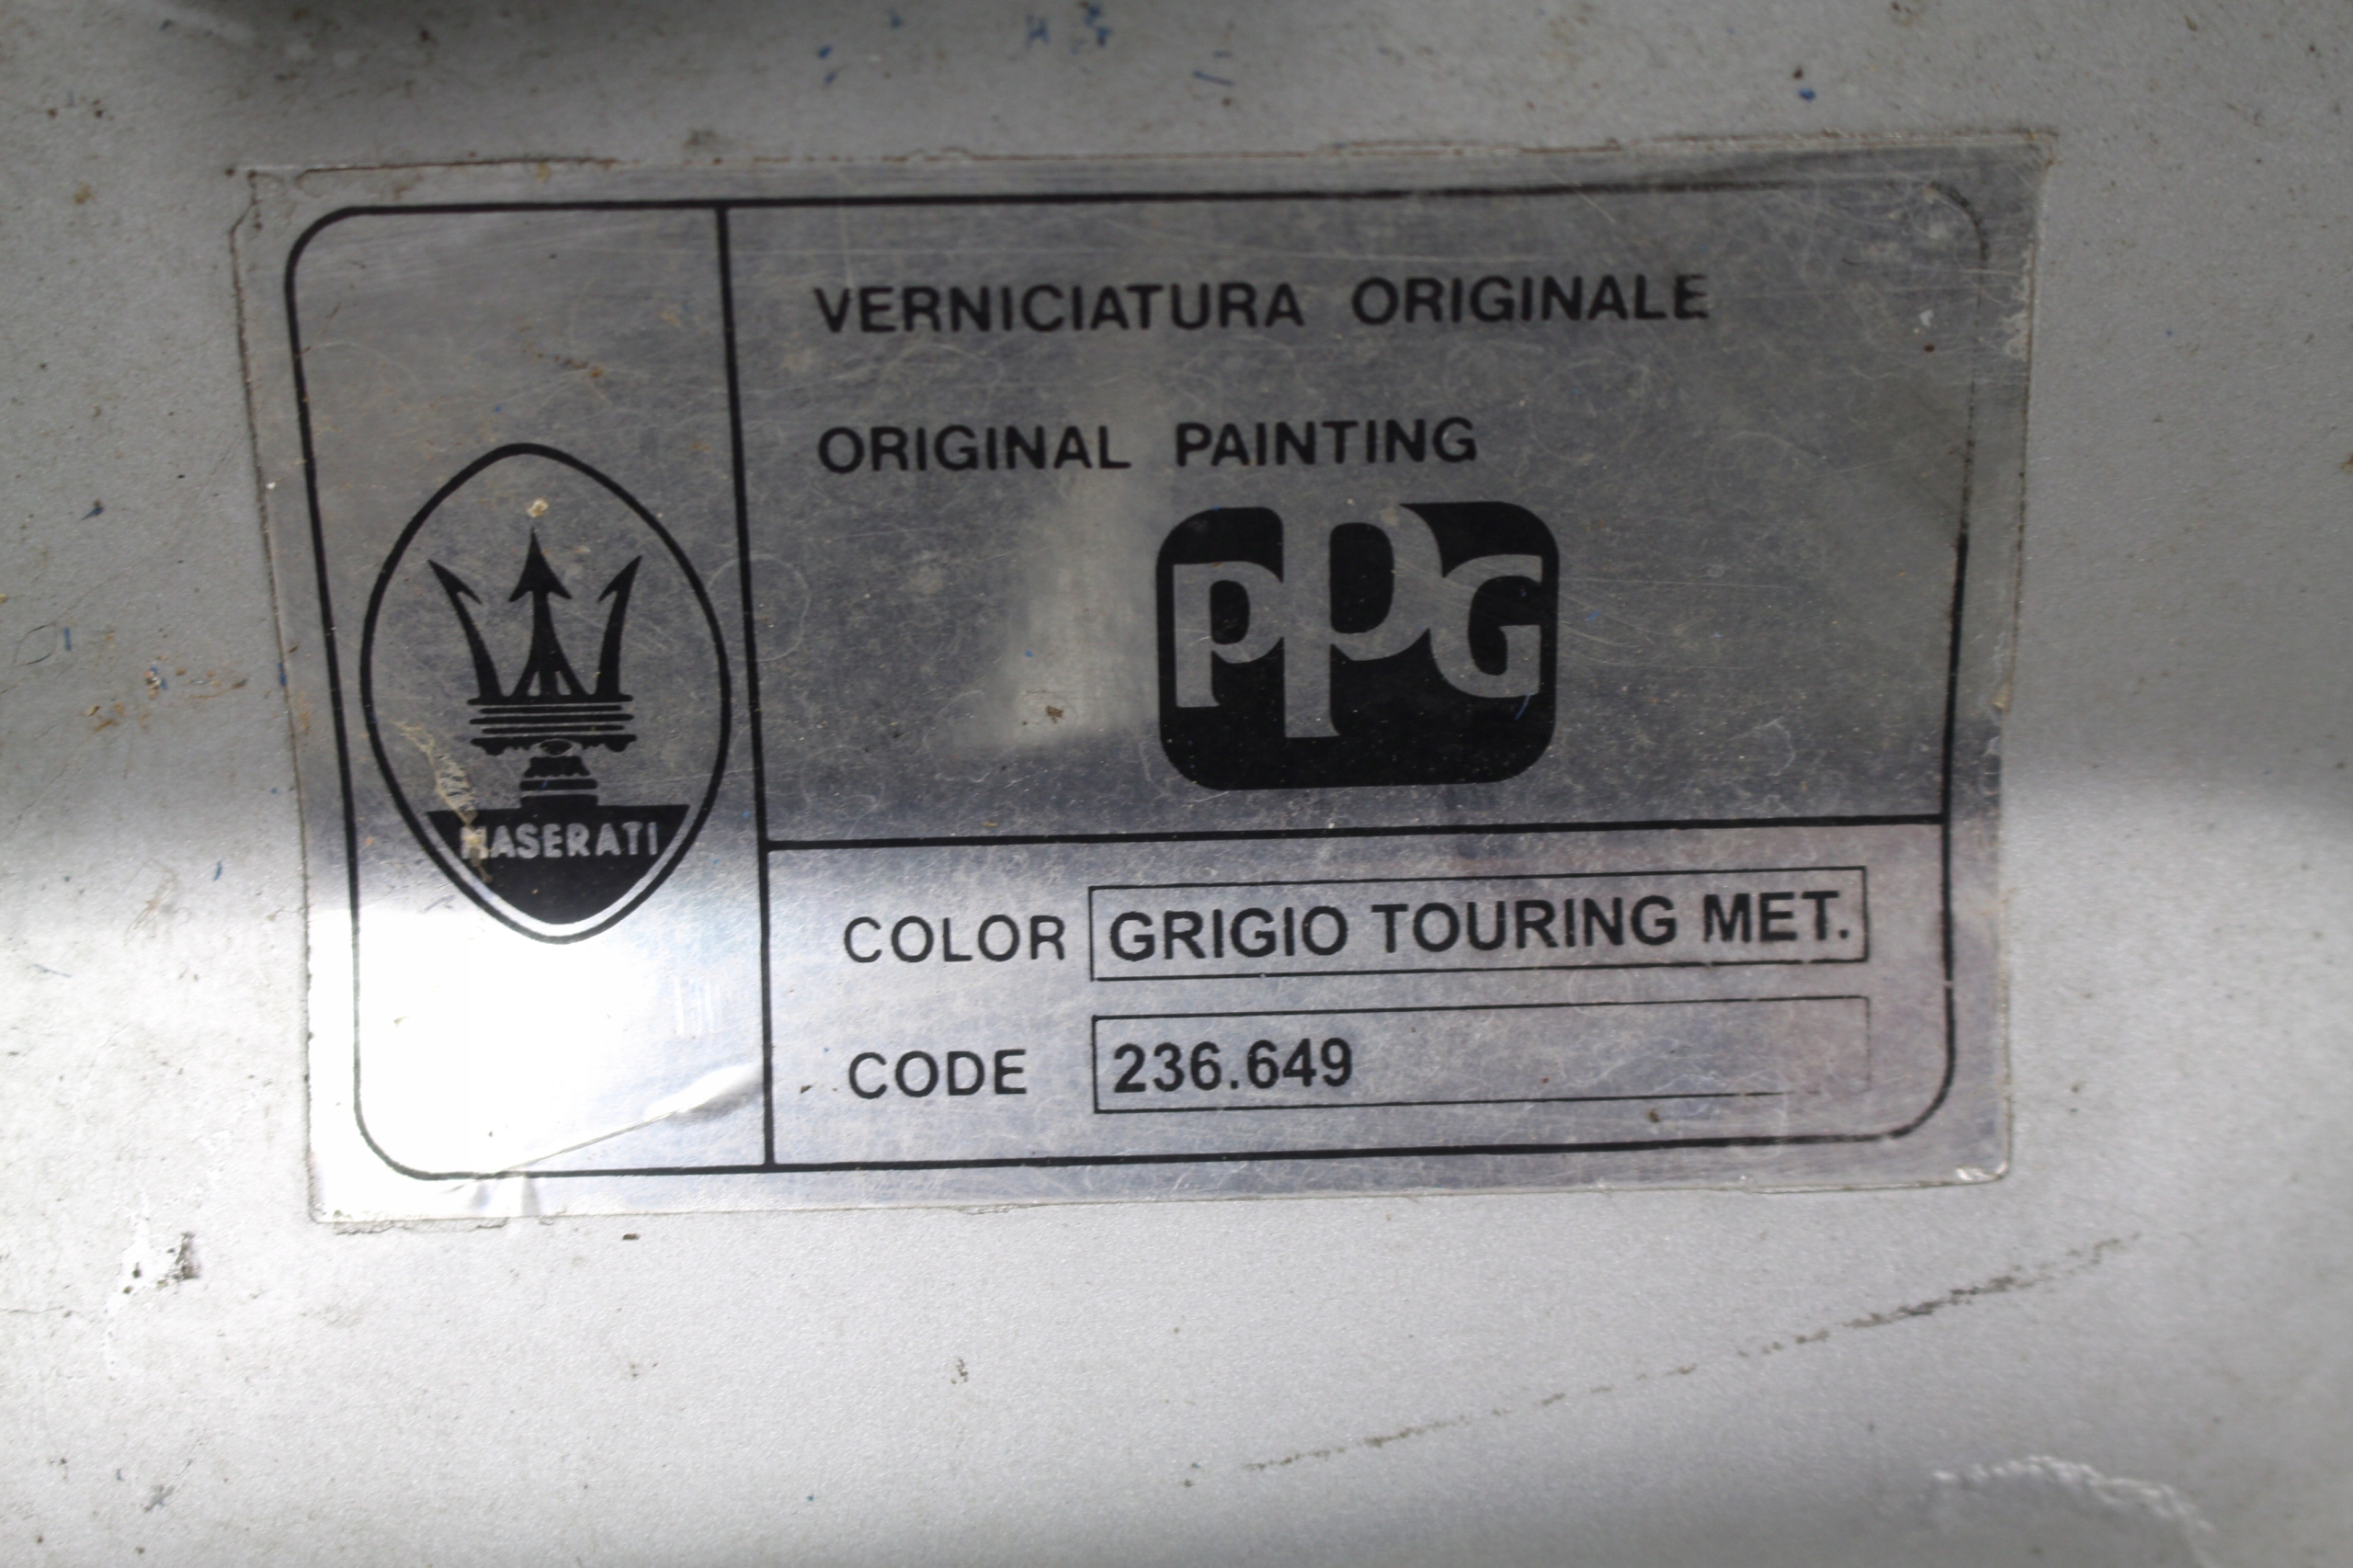 VERNICIATURA ORIGINALE
ORIGINAL PAINTING
PPG
MASERATI
COLOR GRIGIO TOURING MET.
CODE 236.649